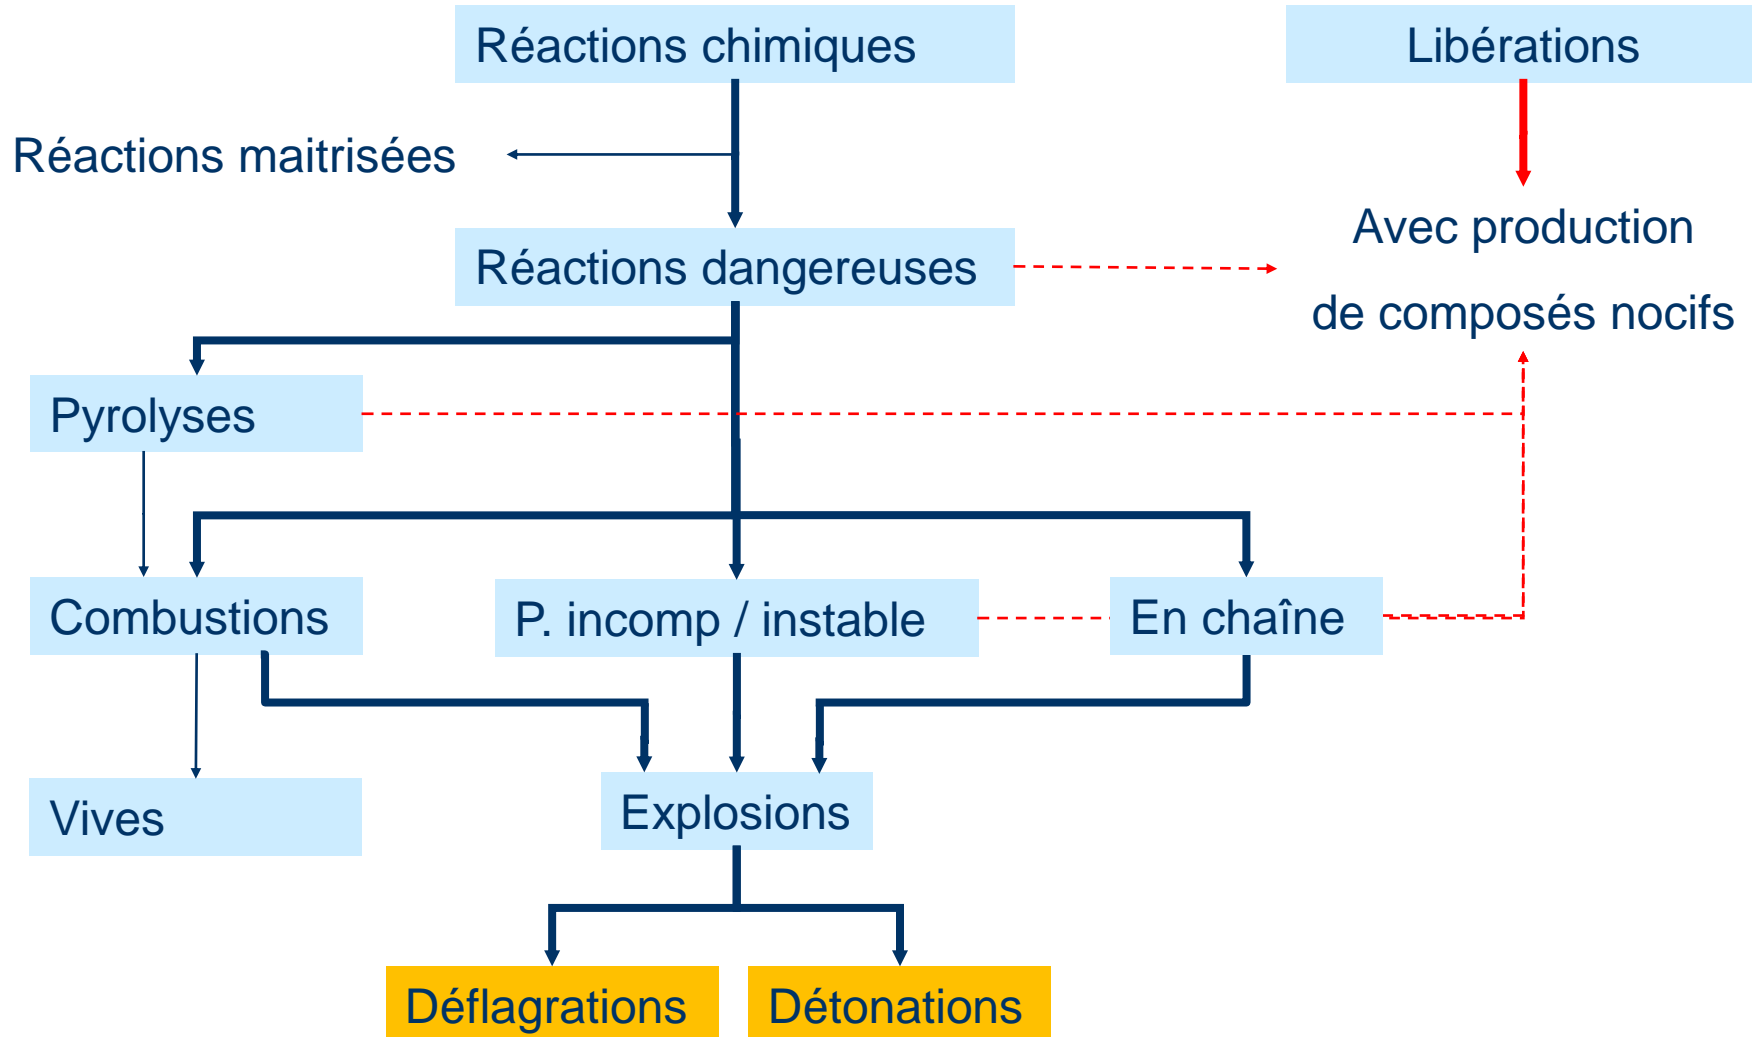 Réactions chimiques
Libérations
Réactions maitrisées
Avec production
de composés nocifs
Réactions dangereuses
Pyrolyses
Combustions
P. incomp / instable
En chaîne
Vives
Explosions
Déflagrations
Détonations